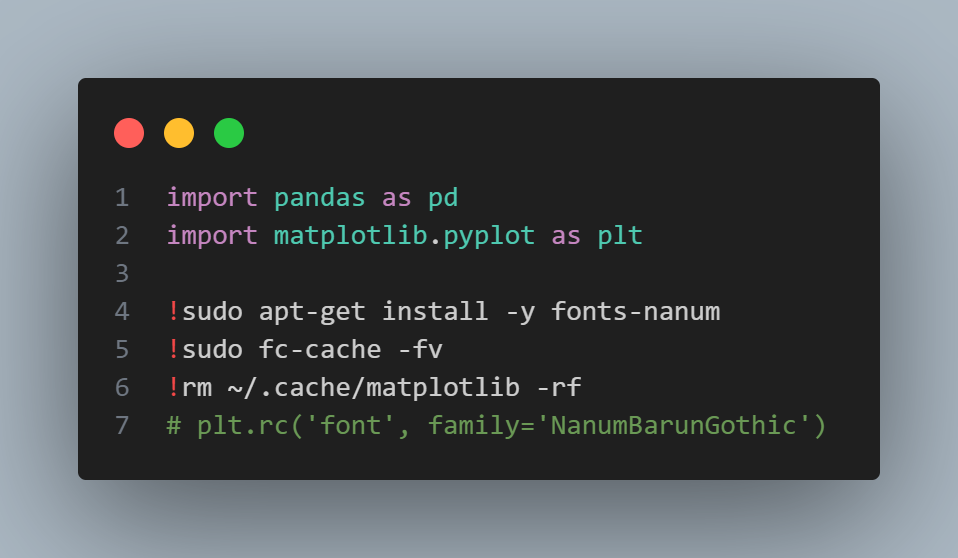 1 import pandas as pd
2 import matplotlib.pyplot as plt
3
4 !sudo apt-get install -y fonts-nanum
5 !sudo fc-cache -fv
6 !rm ~/.cache/matplotlib -rf
7 # plt.rc('font', family='NanumBarunGothic')